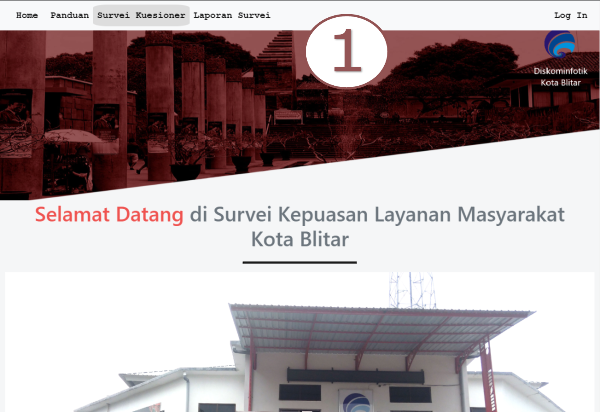 Home Panduan Survei Kuesioner Laporan Survei Log In
1
Diskominfotik
Kota Blitar
Selamat Datang di Survei Kepuasan Layanan Masyarakat
Kota Blitar